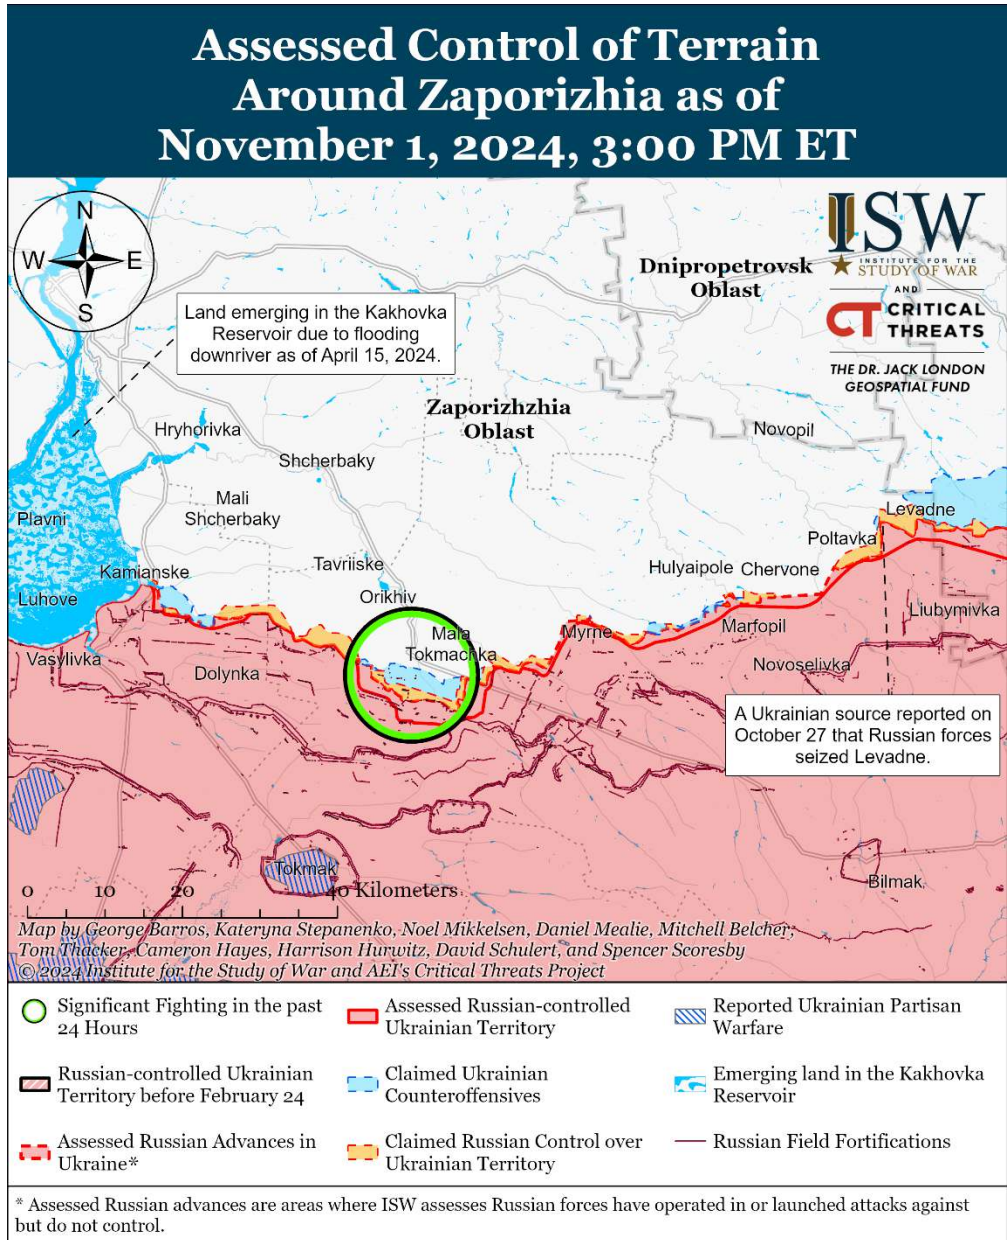 Assessed Control of Terrain
Around Zaporizhia as of
November 1, 2024, 3:00 PM ET
N
W
E
S
ISW
INSTITUTE FOR THE
STUDY OF WAR
AND
CT CRITICAL
THREATS
THE DR. JACK LONDON
GEOSPATIAL FUND
Dnipropetrovsk
Oblast
Land emerging in the Kakhovka
Reservoir due to flooding
downriver as of April 15, 2024.
Zaporizhzhia
Oblast
Hryhorivka
Novopil
Shcherbaky
Mali
Shcherbaky
Plavni
Levadne
Poltavka
Tavriiske
Kamianske
Hulyaipole
Chervone
Orikhiv
Luhove
Liubymivka
Mala
Tokmachka
Myrne
Marfopil
Vasylivka
Dolynka
Novoselivka
A Ukrainian source reported on
October 27 that Russian forces
seized Levadne.
Tokmak
Bilmak
0 10 20 40 Kilometers
Map by George Barros, Kateryna Stepanenko, Noel Mikkelsen, Daniel Mealie, Mitchell Belcher,
Tom Thacker, Cameron Hayes, Harrison Hurwitz, David Schulert, and Spencer Scoresby
© 2024 Institute for the Study of War and AEI's Critical Threats Project
Significant Fighting in the past
24 Hours
Assessed Russian-controlled
Ukrainian Territory
Reported Ukrainian Partisan
Warfare
Russian-controlled Ukrainian
Territory before February 24
Claimed Ukrainian
Counteroffensives
Emerging land in the Kakhovka
Reservoir
Assessed Russian Advances in
Ukraine*
Claimed Russian Control over
Ukrainian Territory
Russian Field Fortifications
* Assessed Russian advances are areas where ISW assesses Russian forces have operated in or launched attacks against
but do not control.